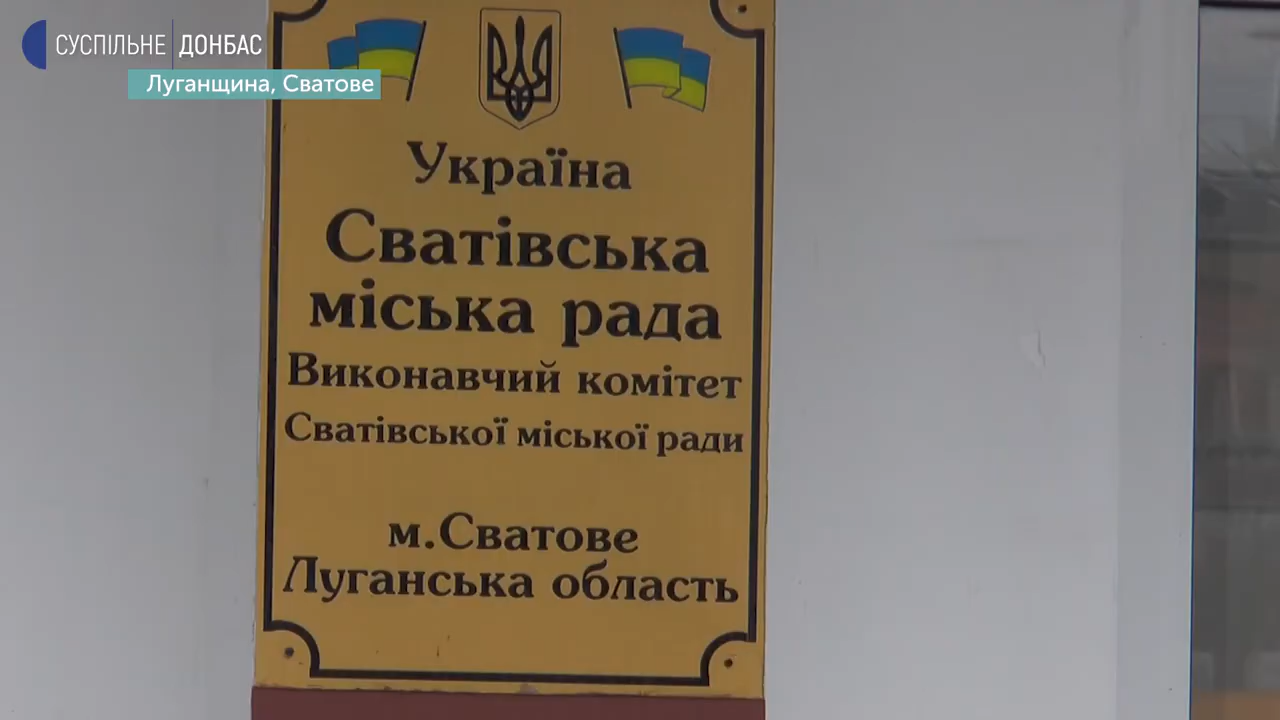 СУСПІЛЬНЕ ДОНБАС
Луганщина, Сватове
Україна
Сватівська
міська рада
Виконавчий комітет
Сватівської міської ради
м.Сватове
Луганська область